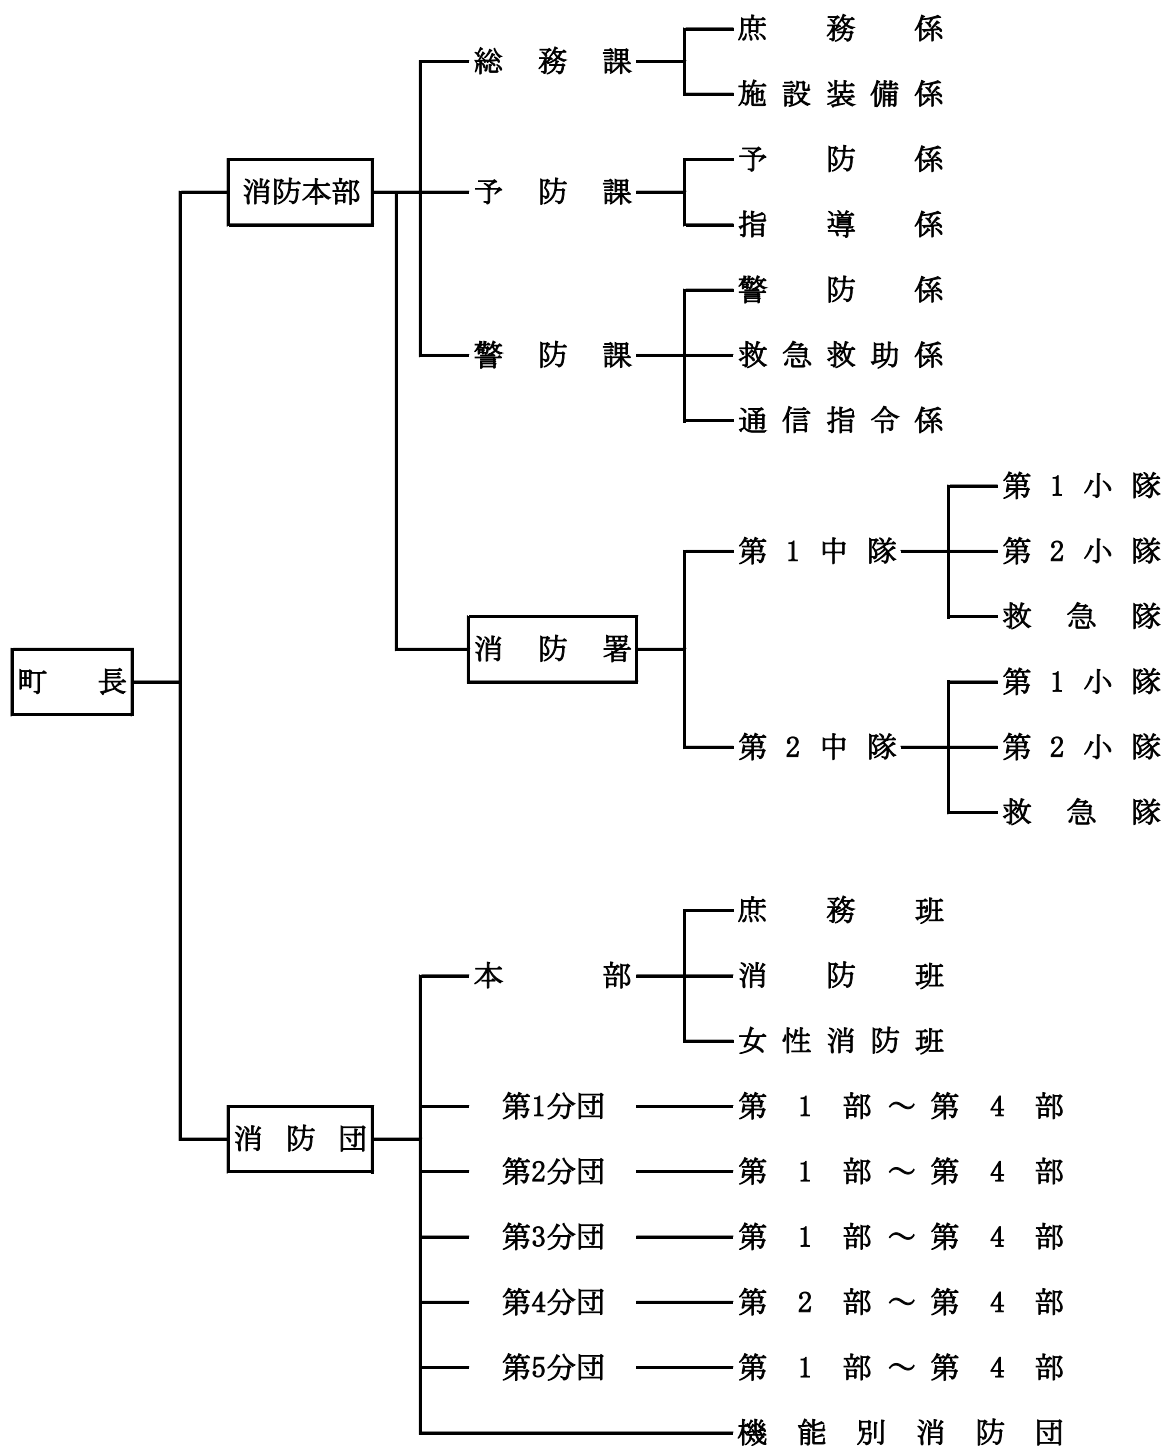 庶務係
総務課
施設装備係
予防係
消防本部
予防課
指導係
警防係
警防課
救急救助係
通信指令係
第1小隊
第1中隊
第2小隊
救急隊
消防署
町長
第1小隊
第2中隊
第2小隊
救急隊
庶務班
本部
消防班
女性消防班
第1分団 第1部～第4部
消防団
第2分団 第1部～第4部
第3分団 第1部～第4部
第4分団 第2部～第4部
第5分団 第1部～第4部
機能別消防団